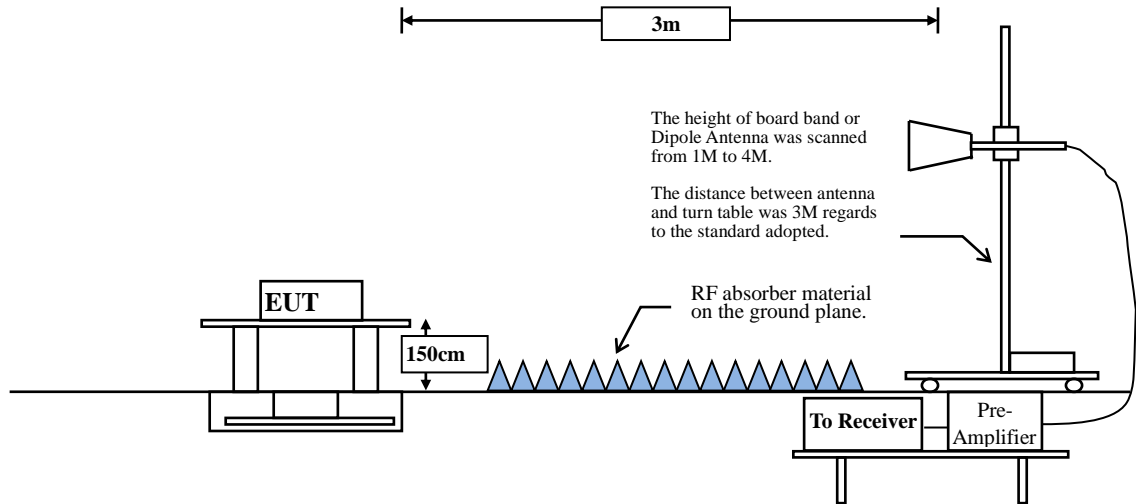 3m
The height of board band or
Dipole Antenna was scanned
from 1M to 4M.
The distance between antenna
and turn table was 3M regards
to the standard adopted.
EUT
RF absorber material
on the ground plane.
150cm
To Receiver
Pre-
Amplifier